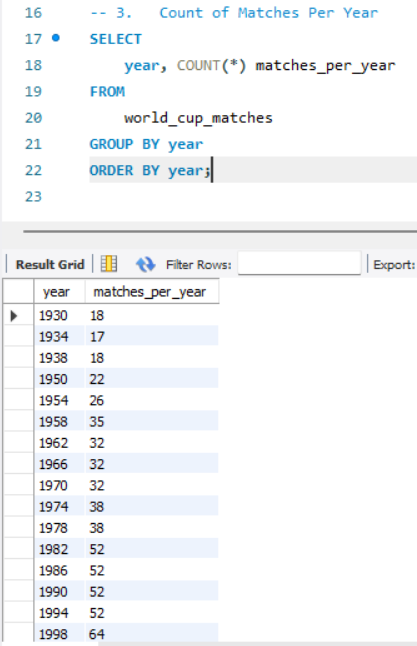 16 -- 3. Count of Matches Per Year
17 SELECT
18 year, COUNT(*) matches_per_year
19 FROM
20 world_cup_matches
21 GROUP BY year
22 ORDER BY year;
23
Result Grid Filter Rows: Export:
year matches_per_year
1930 18
1934 17
1938 18
1950 22
1954 26
1958 35
1962 32
1966 32
1970 32
1974 38
1978 38
1982 52
1986 52
1990 52
1994 52
1998 64